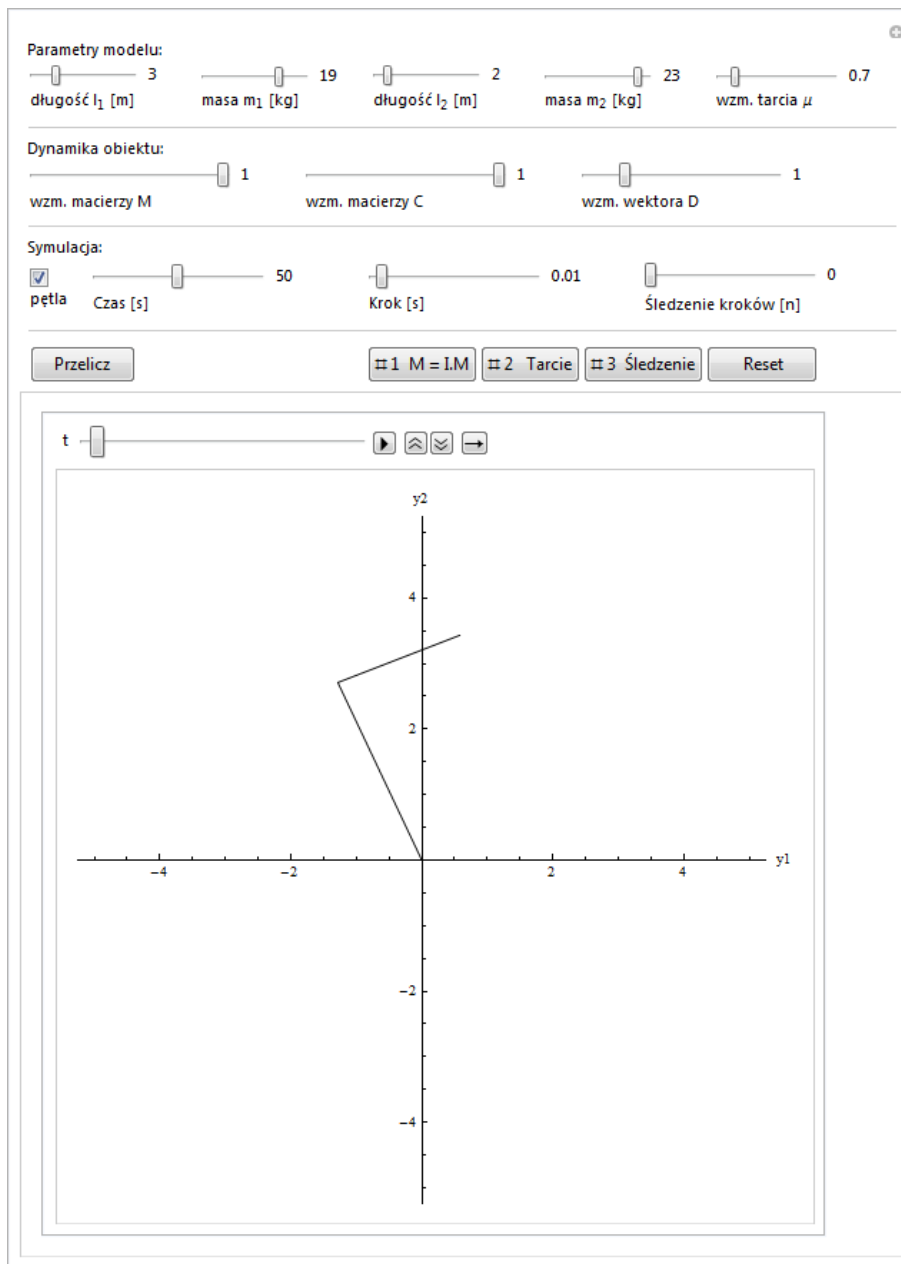 Parametry modelu:
3 19 2 23 0.7
długość l₁ [m] masa m₁ [kg] długość l₂ [m] masa m₂ [kg] wzm. tarcia μ
Dynamika obiektu:
1 1 1
wzm. macierzy M wzm. macierzy C wzm. wektora D
Symulacja:
50 0.01 0
pętla Czas [s] Krok [s] Śledzenie kroków [n]
Przelicz ⌗1 M = I.M ⌗2 Tarcie ⌗3 Śledzenie Reset
t
y2
4
2
−4 −2 2 4 y1
−2
−4